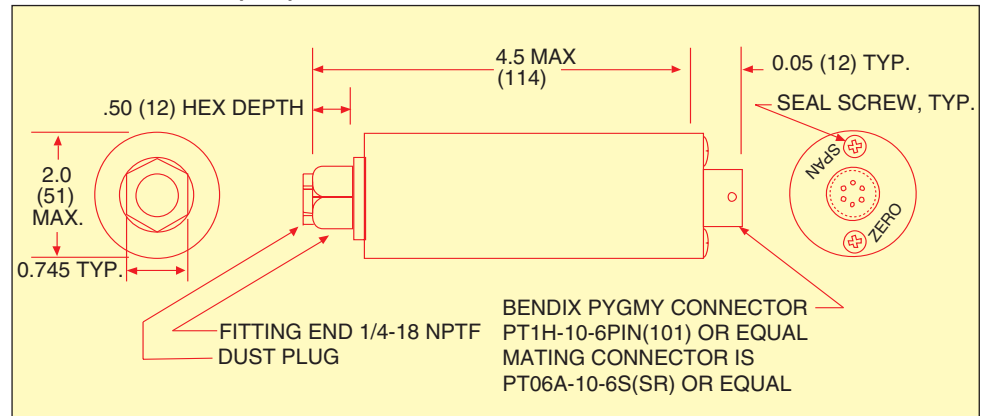 4.5 MAX
(114)
0.05 (12) TYP.
.50 (12) HEX DEPTH
SEAL SCREW, TYP.
2.0
(51)
MAX.
SPAN
ZERO
0.745 TYP.
FITTING END 1/4-18 NPTF
DUST PLUG
BENDIX PYGMY CONNECTOR
PT1H-10-6PIN(101) OR EQUAL
MATING CONNECTOR IS
PT06A-10-6S(SR) OR EQUAL